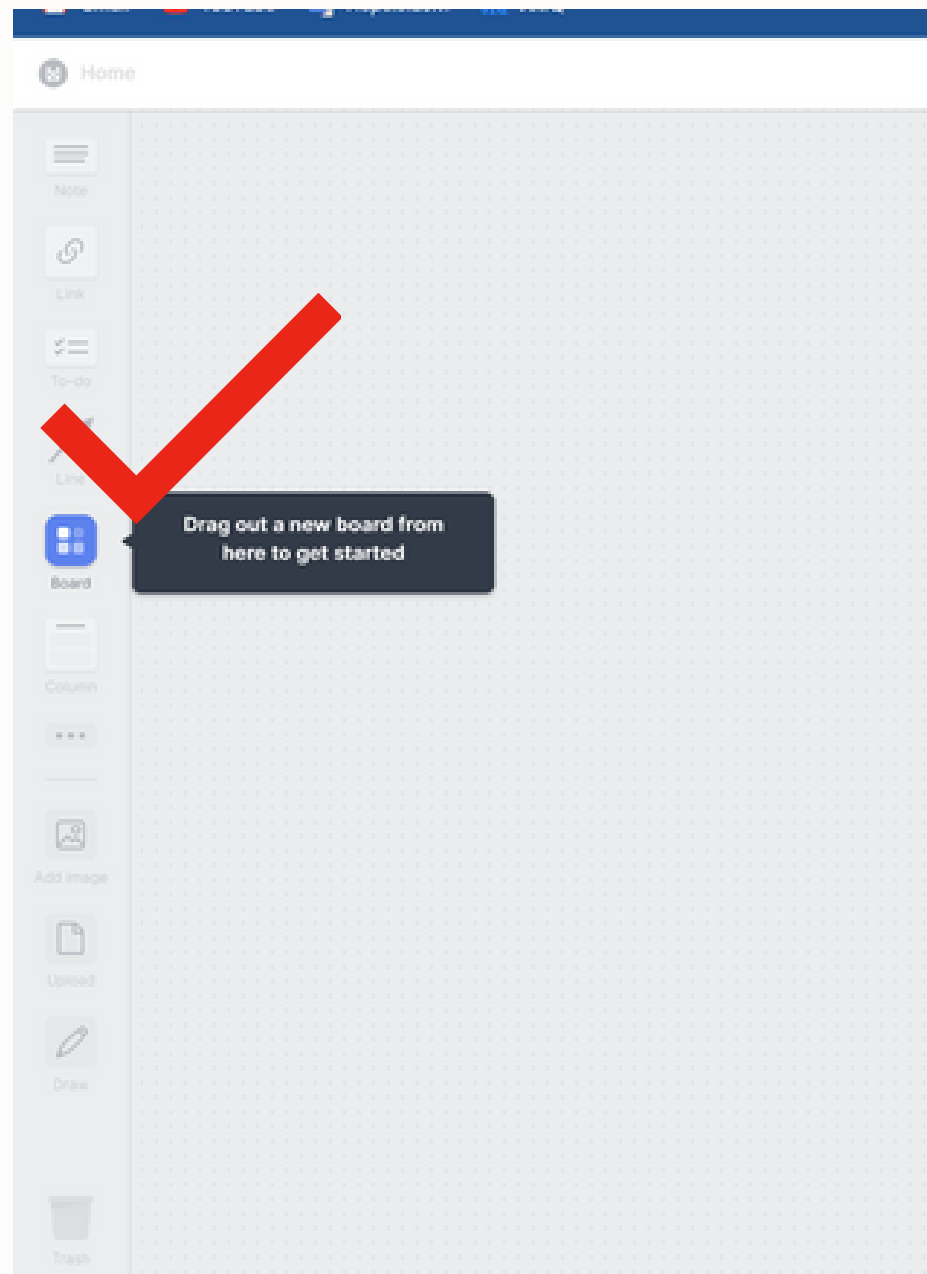 Home
Note
Link
To-do
Line
Drag out a new board from
here to get started
Board
Column
Add image
Upload
Draw
Trash